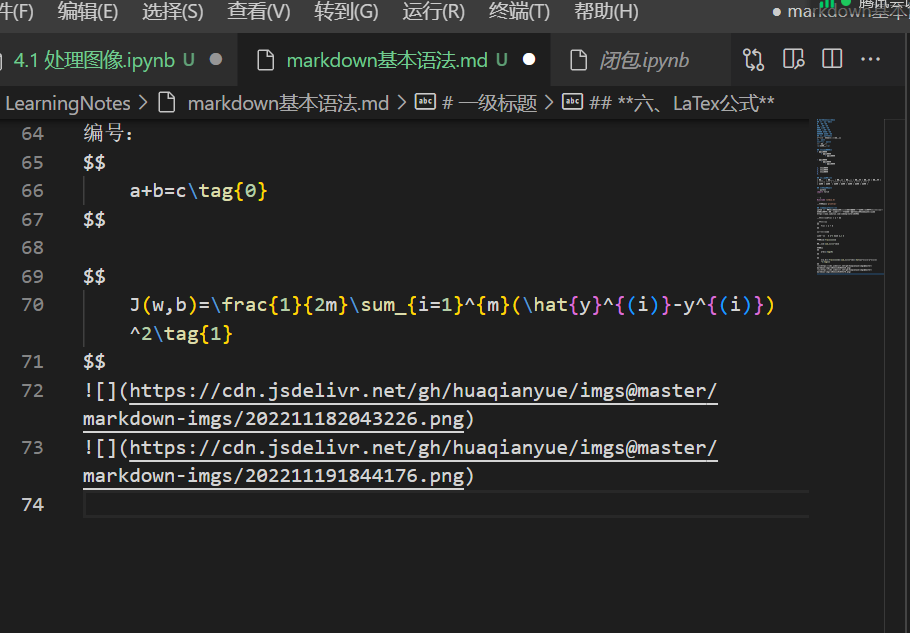 件(F) 编辑(E) 选择(S) 查看(V) 转到(G) 运行(R) 终端(T) 帮助(H) ● markdown基本
4.1 处理图像.ipynb U ● markdown基本语法.md U ● 闭包.ipynb
LearningNotes > markdown基本语法.md > # 一级标题 > ## **六、LaTex公式**
64 编号：
65 $$
66 a+b=c\tag{0}
67 $$
68
69 $$
70 J(w,b)=\frac{1}{2m}\sum_{i=1}^{m}(\hat{y}^{(i)}-y^{(i)})
^2\tag{1}
71 $$
72 ![](https://cdn.jsdelivr.net/gh/huaqianyue/imgs@master/
markdown-imgs/202211182043226.png)
73 ![](https://cdn.jsdelivr.net/gh/huaqianyue/imgs@master/
markdown-imgs/202211191844176.png)
74